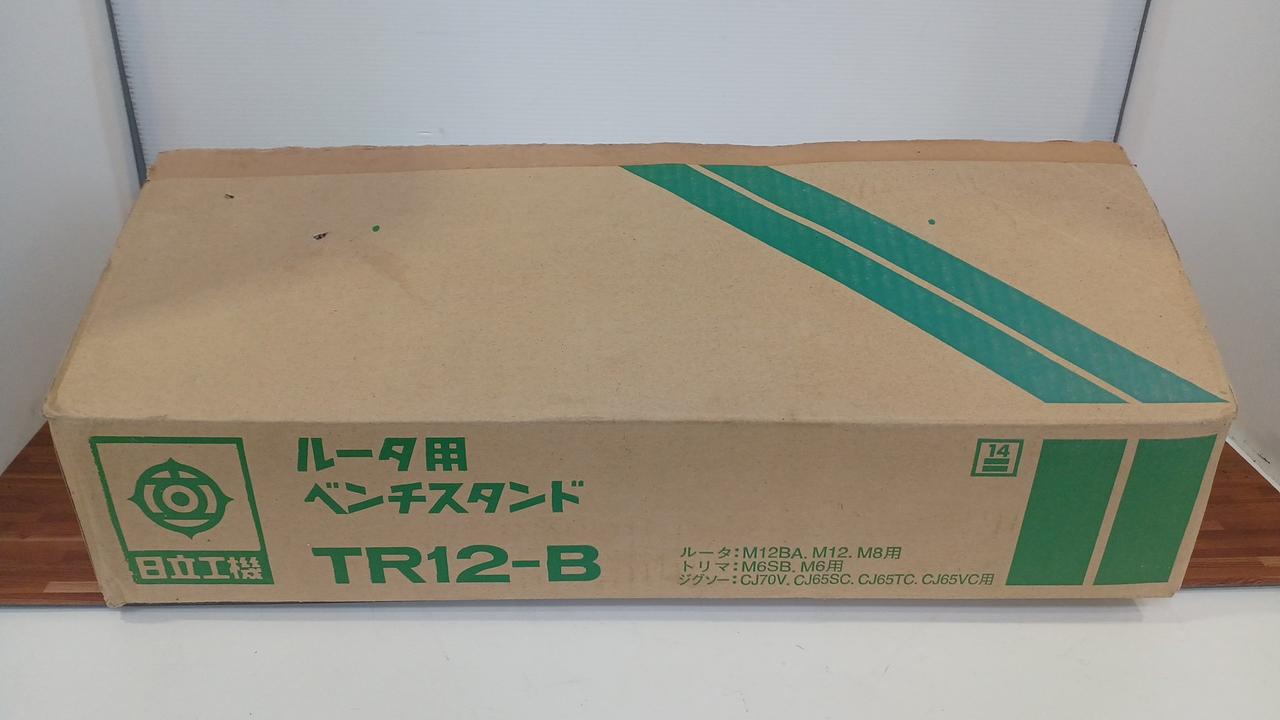 日立工機
ルータ用
ベンチスタンド
TR12-B
ルータ：M12BA. M12. M8用
トリマ：M6SB. M6用
ジグソー：CJ70V. CJ65SC. CJ65TC. CJ65VC用
14